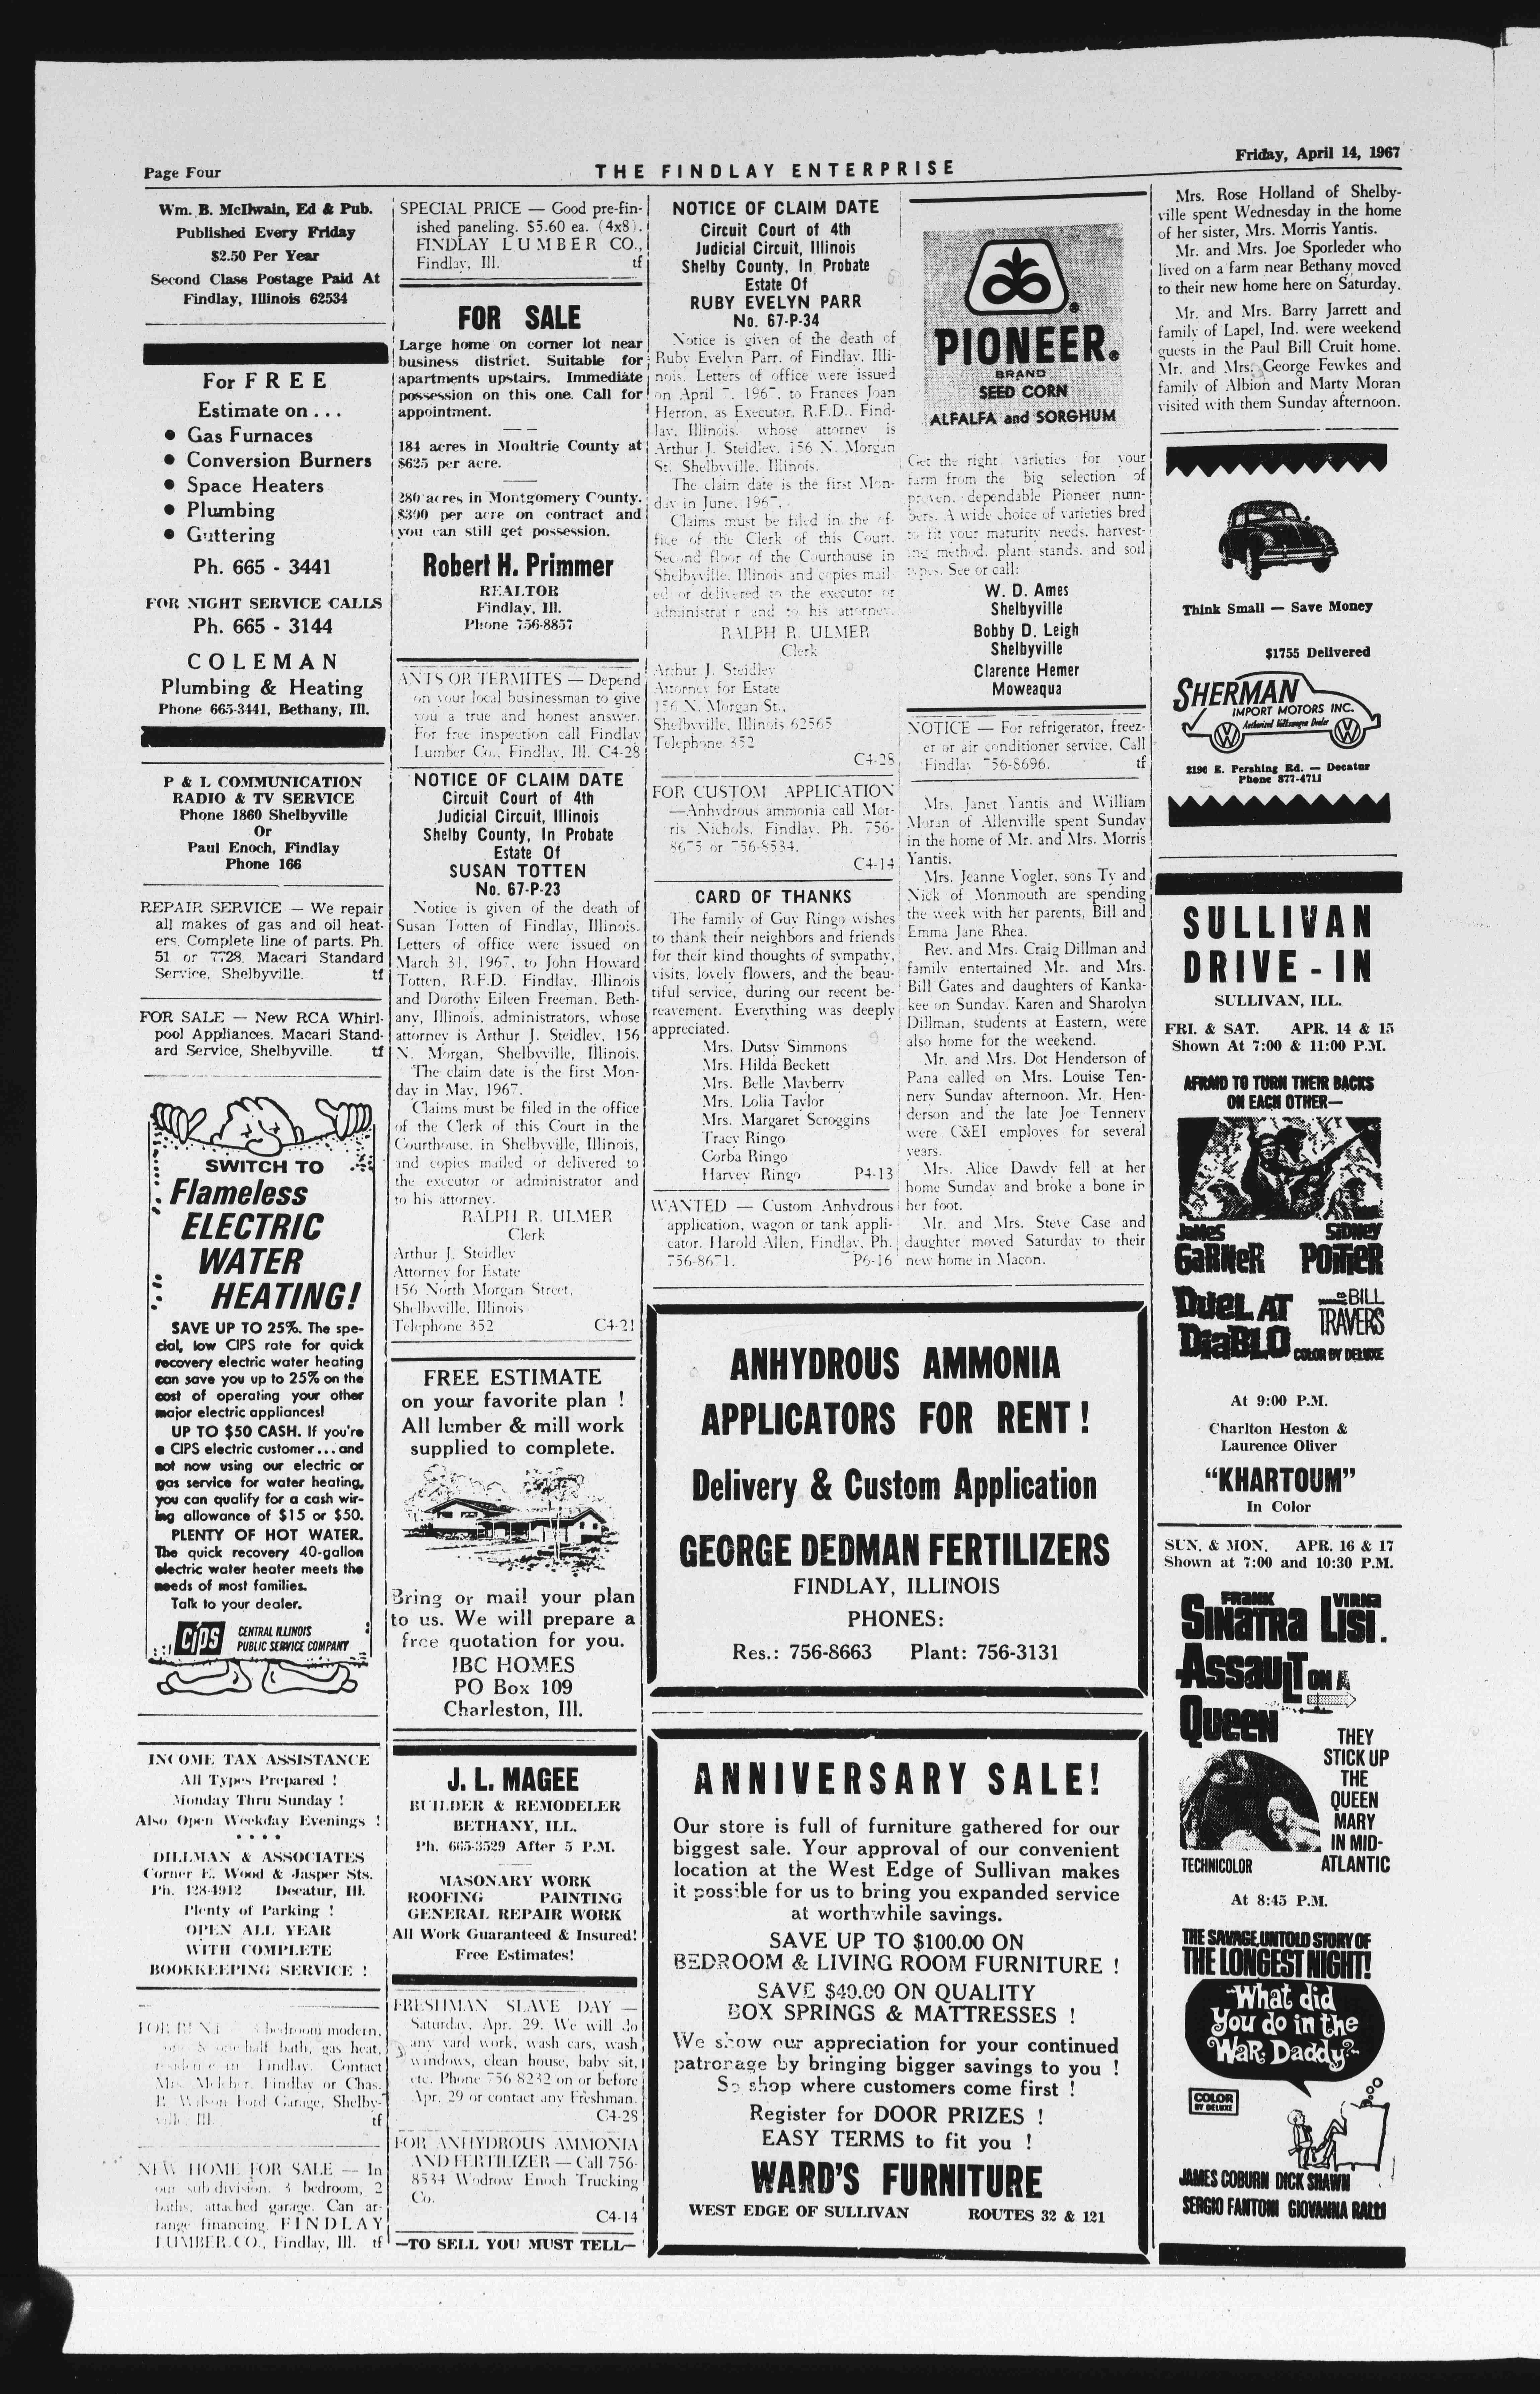 Page Four
THE FINDLAY ENTERPRISE
Friday, April 14, 1967
Wm. B. McIlwain, Ed & Pub.
Published Every Friday
$2.50 Per Year
Second Class Postage Paid At
Findlay, Illinois 62534
For FREE
Estimate on . . .
● Gas Furnaces
● Conversion Burners
● Space Heaters
● Plumbing
● Guttering
Ph. 665 - 3441
FOR NIGHT SERVICE CALLS
Ph. 665 - 3144
COLEMAN
Plumbing & Heating
Phone 665-3441, Bethany, Ill.
P & L COMMUNICATION
RADIO & TV SERVICE
Phone 1860 Shelbyville
Or
Paul Enoch, Findlay
Phone 166
REPAIR SERVICE — We repair
all makes of gas and oil heat-
ers. Complete line of parts. Ph.
51 or 7728. Macari Standard
Service, Shelbyville. tf
FOR SALE — New RCA Whirl-
pool Appliances. Macari Stand-
ard Service, Shelbyville. tf
SWITCH TO
Flameless
ELECTRIC
WATER
HEATING!
SAVE UP TO 25%. The spe-
cial, low CIPS rate for quick
recovery electric water heating
can save you up to 25% on the
cost of operating your other
major electric appliances!
UP TO $50 CASH. If you're
a CIPS electric customer . . . and
not now using our electric or
gas service for water heating,
you can qualify for a cash wir-
ing allowance of $15 or $50.
PLENTY OF HOT WATER.
The quick recovery 40-gallon
electric water heater meets the
needs of most families.
Talk to your dealer.
CIPS
CENTRAL ILLINOIS
PUBLIC SERVICE COMPANY
INCOME TAX ASSISTANCE
All Types Prepared !
Monday Thru Sunday !
Also Open Weekday Evenings !
• • • •
DILLMAN & ASSOCIATES
Corner E. Wood & Jasper Sts.
Ph. 428-4912 Decatur, Ill.
Plenty of Parking !
OPEN ALL YEAR
WITH COMPLETE
BOOKKEEPING SERVICE !
FOR RENT 3 bedroom modern,
one & one half bath, gas heat,
residence in Findlay. Contact
Mrs. Melcher, Findlay or Chas.
R. Wilson Ford Garage, Shelby-
ville, Ill. tf
NEW HOME FOR SALE — In
our subdivision. 3 bedroom, 2
baths, attached garage. Can ar-
range financing. FINDLAY
LUMBER CO., Findlay, Ill. tf
SPECIAL PRICE — Good pre-fin-
ished paneling. $5.60 ea. (4x8).
FINDLAY LUMBER CO.,
Findlay, Ill. tf
FOR SALE
Large home on corner lot near
business district. Suitable for
apartments upstairs. Immediate
possession on this one. Call for
appointment.
184 acres in Moultrie County at
$625 per acre.
280 acres in Montgomery County.
$300 per acre on contract and
you can still get possession.
Robert H. Primmer
REALTOR
Findlay, Ill.
Phone 756-8857
ANTS OR TERMITES — Depend
on your local businessman to give
you a true and honest answer.
For free inspection call Findlay
Lumber Co., Findlay, Ill. C4-28
NOTICE OF CLAIM DATE
Circuit Court of 4th
Judicial Circuit, Illinois
Shelby County, In Probate
Estate Of
SUSAN TOTTEN
No. 67-P-23
Notice is given of the death of
Susan Totten of Findlay, Illinois.
Letters of office were issued on
March 31, 1967, to John Howard
Totten, R.F.D. Findlay, Illinois
and Dorothy Eileen Freeman, Beth-
any, Illinois, administrators, whose
attorney is Arthur J. Steidley, 156
N. Morgan, Shelbyville, Illinois.
The claim date is the first Mon-
day in May, 1967.
Claims must be filed in the office
of the Clerk of this Court in the
Courthouse, in Shelbyville, Illinois,
and copies mailed or delivered to
the executor or administrator and
to his attorney.
RALPH R. ULMER
Clerk
Arthur J. Steidley
Attorney for Estate
156 North Morgan Street,
Shelbyville, Illinois
Telephone 352 C4-21
FREE ESTIMATE
on your favorite plan !
All lumber & mill work
supplied to complete.
Bring or mail your plan
to us. We will prepare a
free quotation for you.
IBC HOMES
PO Box 109
Charleston, Ill.
J. L. MAGEE
BUILDER & REMODELER
BETHANY, ILL.
Ph. 665-3529 After 5 P.M.
MASONARY WORK
ROOFING PAINTING
GENERAL REPAIR WORK
All Work Guaranteed & Insured!
Free Estimates!
FRESHMAN SLAVE DAY —
Saturday, Apr. 29. We will do
any yard work, wash cars, wash
windows, clean house, baby sit,
etc. Phone 756-8232 on or before
Apr. 29 or contact any Freshman.
C4-28
FOR ANHYDROUS AMMONIA
AND FERTILIZER — Call 756-
8534 Wodrow Enoch Trucking
Co.
C4-14
—TO SELL YOU MUST TELL—
NOTICE OF CLAIM DATE
Circuit Court of 4th
Judicial Circuit, Illinois
Shelby County, In Probate
Estate Of
RUBY EVELYN PARR
No. 67-P-34
Notice is given of the death of
Ruby Evelyn Parr, of Findlay, Illi-
nois. Letters of office were issued
on April 7, 1967, to Frances Joan
Herron, as Executor, R.F.D., Find-
lay, Illinois, whose attorney is
Arthur J. Steidley, 156 N. Morgan
St. Shelbyville, Illinois.
The claim date is the first Mon-
day in June, 1967.
Claims must be filed in the of-
fice of the Clerk of this Court,
Second floor of the Courthouse in
Shelbyville, Illinois and copies mail-
ed or delivered to the executor or
administrat r and to his attorney.
RALPH R. ULMER
Clerk
Arthur J. Steidley
Attorney for Estate
156 N. Morgan St.,
Shelbyville, Illinois 62565
Telephone 352
C4-28
FOR CUSTOM APPLICATION
—Anhydrous ammonia call Mor-
ris Nichols, Findlay, Ph. 756-
8675 or 756-8534.
C4-14
CARD OF THANKS
The family of Guy Ringo wishes
to thank their neighbors and friends
for their kind thoughts of sympathy,
visits, lovely flowers, and the beau-
tiful service, during our recent be-
reavement. Everything was deeply
appreciated.
Mrs. Dutsy Simmons
Mrs. Hilda Beckett
Mrs. Belle Mayberry
Mrs. Lolia Taylor
Mrs. Margaret Scroggins
Tracy Ringo
Corba Ringo
Harvey Ringo P4-13
WANTED — Custom Anhydrous
application, wagon or tank appli-
cator. Harold Allen, Findlay, Ph.
756-8671. P6-16
PIONEER®
BRAND
SEED CORN
ALFALFA and SORGHUM
Get the right varieties for your
farm from the big selection of
proven, dependable Pioneer num-
bers. A wide choice of varieties bred
to fit your maturity needs, harvest-
ing method, plant stands, and soil
types. See or call:
W. D. Ames
Shelbyville
Bobby D. Leigh
Shelbyville
Clarence Hemer
Moweaqua
NOTICE — For refrigerator, freez-
er or air conditioner service. Call
Findlay 756-8696. tf
Mrs. Janet Yantis and William
Moran of Allenville spent Sunday
in the home of Mr. and Mrs. Morris
Yantis.
Mrs. Jeanne Vogler, sons Ty and
Nick of Monmouth are spending
the week with her parents, Bill and
Emma Jane Rhea.
Rev. and Mrs. Craig Dillman and
family entertained Mr. and Mrs.
Bill Gates and daughters of Kanka-
kee on Sunday. Karen and Sharolyn
Dillman, students at Eastern, were
also home for the weekend.
Mr. and Mrs. Dot Henderson of
Pana called on Mrs. Louise Ten-
nery Sunday afternoon. Mr. Hen-
derson and the late Joe Tennery
were C&EI employes for several
years.
Mrs. Alice Dawdy fell at her
home Sunday and broke a bone in
her foot.
Mr. and Mrs. Steve Case and
daughter moved Saturday to their
new home in Macon.
ANHYDROUS AMMONIA
APPLICATORS FOR RENT !
Delivery & Custom Application
GEORGE DEDMAN FERTILIZERS
FINDLAY, ILLINOIS
PHONES:
Res.: 756-8663 Plant: 756-3131
ANNIVERSARY SALE!
Our store is full of furniture gathered for our
biggest sale. Your approval of our convenient
location at the West Edge of Sullivan makes
it possible for us to bring you expanded service
at worthwhile savings.
SAVE UP TO $100.00 ON
BEDROOM & LIVING ROOM FURNITURE !
SAVE $40.00 ON QUALITY
BOX SPRINGS & MATTRESSES !
We show our appreciation for your continued
patronage by bringing bigger savings to you !
So shop where customers come first !
Register for DOOR PRIZES !
EASY TERMS to fit you !
WARD'S FURNITURE
WEST EDGE OF SULLIVAN ROUTES 32 & 121
Mrs. Rose Holland of Shelby-
ville spent Wednesday in the home
of her sister, Mrs. Morris Yantis.
Mr. and Mrs. Joe Sporleder who
lived on a farm near Bethany moved
to their new home here on Saturday.
Mr. and Mrs. Barry Jarrett and
family of Lapel, Ind. were weekend
guests in the Paul Bill Cruit home.
Mr. and Mrs. George Fewkes and
family of Albion and Marty Moran
visited with them Sunday afternoon.
Think Small — Save Money
$1755 Delivered
SHERMAN
IMPORT MOTORS INC.
Authorized Volkswagen Dealer
2190 E. Pershing Rd. — Decatur
Phone 877-4711
SULLIVAN
DRIVE - IN
SULLIVAN, ILL.
FRI. & SAT. APR. 14 & 15
Shown At 7:00 & 11:00 P.M.
AFRAID TO TURN THEIR BACKS
ON EACH OTHER—
JAMES GARNER SIDNEY POITIER
DUEL AT DIABLO
BILL TRAVERS
COLOR BY DELUXE
At 9:00 P.M.
Charlton Heston &
Laurence Oliver
"KHARTOUM"
In Color
SUN. & MON. APR. 16 & 17
Shown at 7:00 and 10:30 P.M.
FRANK SINATRA VIRNA LISI.
ASSAULT ON A
QUEEN
THEY
STICK UP
THE
QUEEN
MARY
IN MID-
ATLANTIC
TECHNICOLOR
At 8:45 P.M.
THE SAVAGE, UNTOLD STORY OF
THE LONGEST NIGHT!
"What did
You do in the
War, Daddy?"
COLOR
BY DELUXE
JAMES COBURN DICK SHAWN
SERGIO FANTONI GIOVANNA RALLI